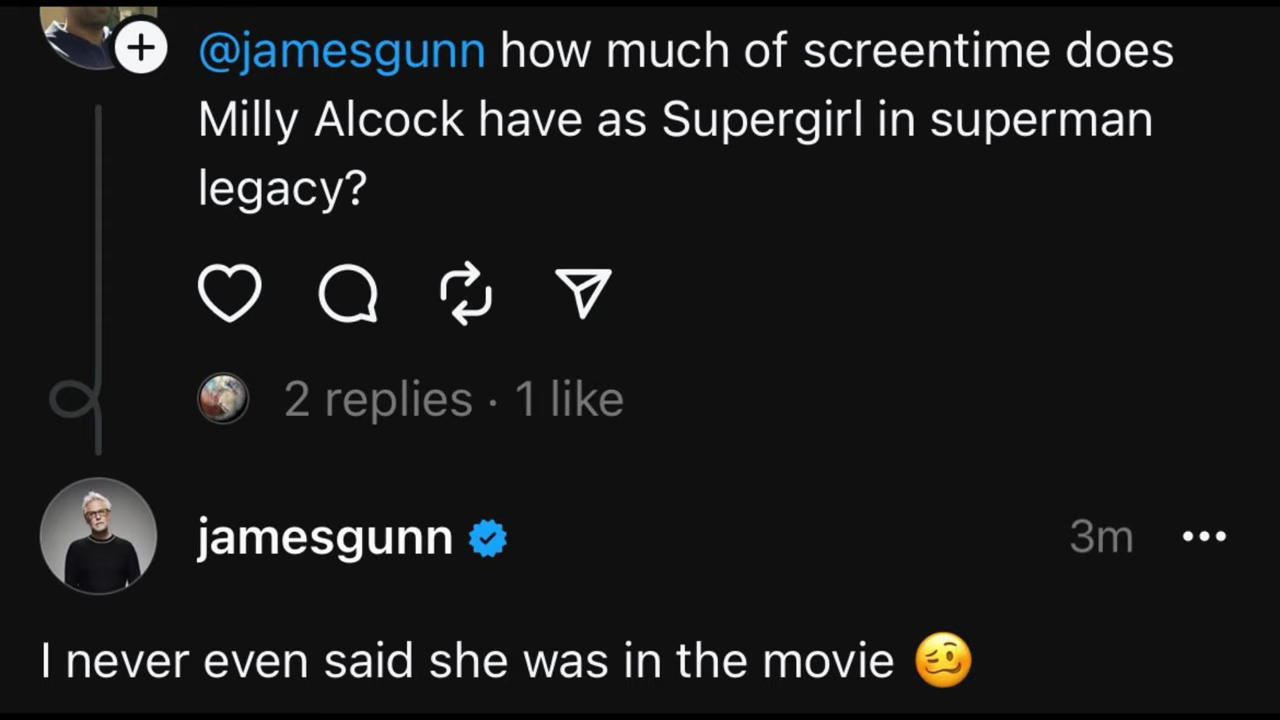 @jamesgunn how much of screentime does
Milly Alcock have as Supergirl in superman
legacy?
2 replies · 1 like
jamesgunn 3m
I never even said she was in the movie 🥴